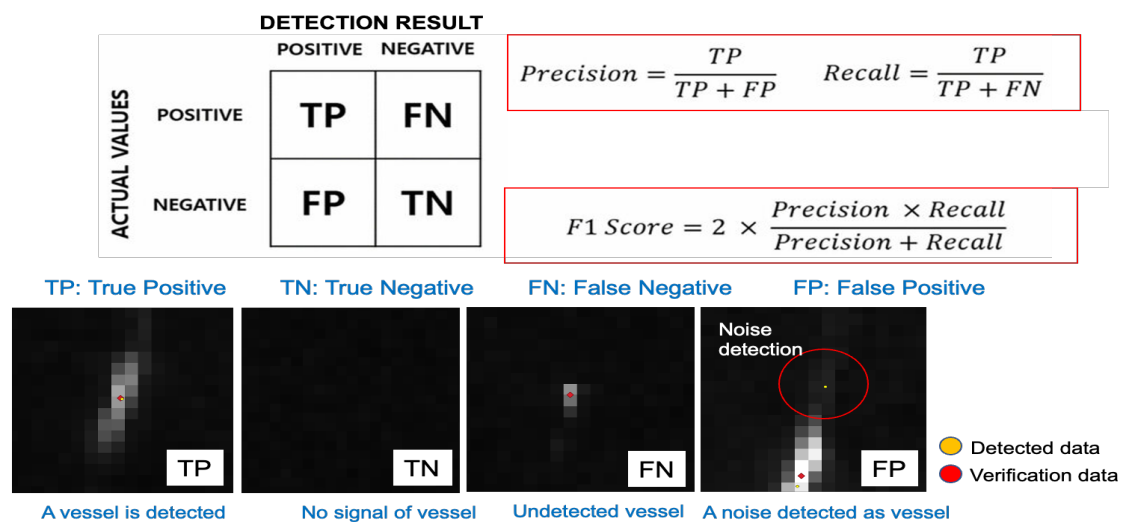 DETECTION RESULT
POSITIVE NEGATIVE
ACTUAL VALUES
POSITIVE TP FN
NEGATIVE FP TN
Precision = TP / (TP + FP) Recall = TP / (TP + FN)
F1 Score = 2 × (Precision × Recall) / (Precision + Recall)
TP: True Positive TN: True Negative FN: False Negative FP: False Positive
Noise
detection
TP TN FN FP
Detected data
Verification data
A vessel is detected No signal of vessel Undetected vessel A noise detected as vessel